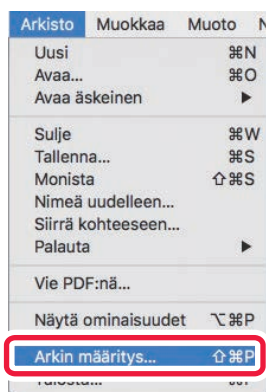 Arkisto Muokkaa Muoto
Uusi ⌘N
Avaa... ⌘O
Avaa äskeinen ▶
Sulje ⌘W
Tallenna... ⌘S
Monista ⇧⌘S
Nimeä uudelleen...
Siirrä kohteeseen...
Palauta ▶
Vie PDF:nä...
Näytä ominaisuudet ⌥⌘P
Arkin määritys... ⇧⌘P